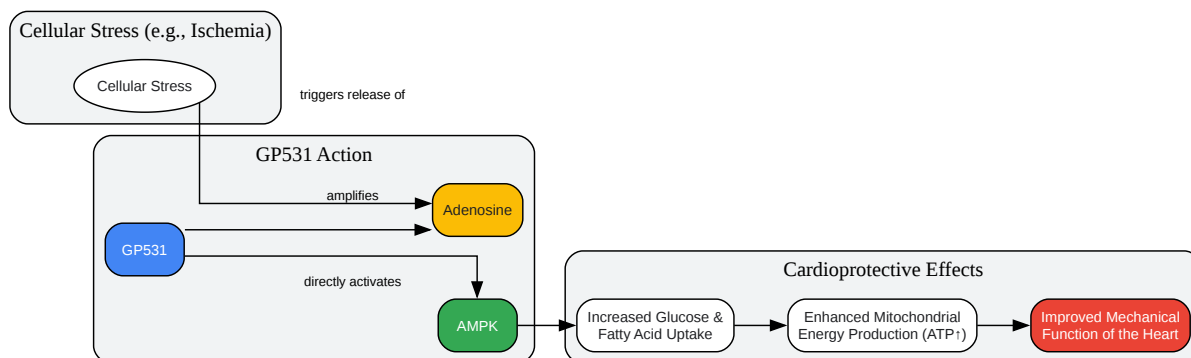 Cellular Stress (e.g., Ischemia)
Cellular Stress
triggers release of
GP531 Action
amplifies
Adenosine
GP531
directly activates
AMPK
Cardioprotective Effects
Increased Glucose &
Fatty Acid Uptake
Enhanced Mitochondrial
Energy Production (ATP↑)
Improved Mechanical
Function of the Heart